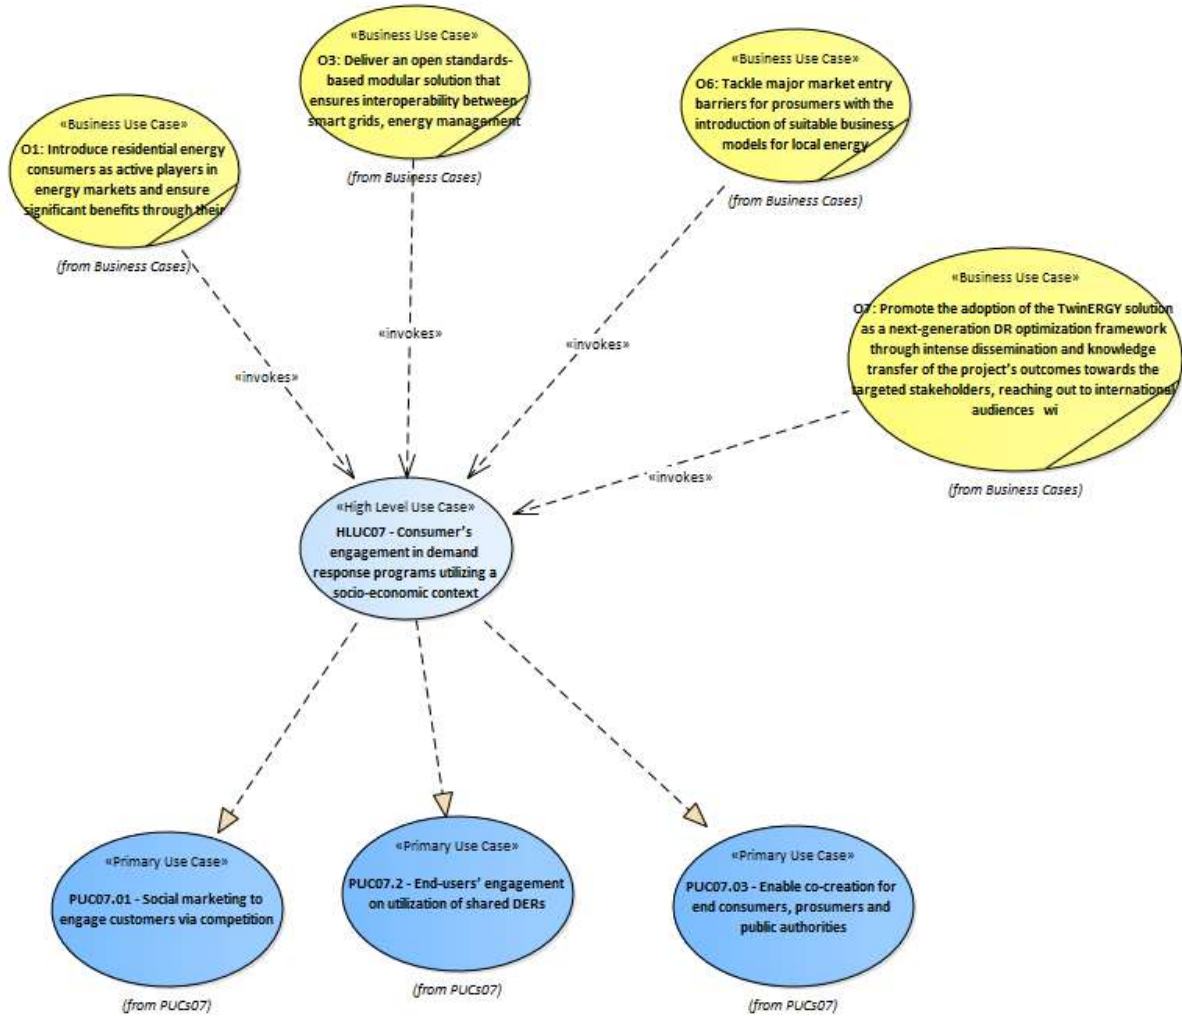 «Business Use Case»
O3: Deliver an open standards-
based modular solution that
ensures interoperability between
smart grids, energy management
(from Business Cases)
«Business Use Case»
O6: Tackle major market entry
barriers for prosumers with the
introduction of suitable business
models for local energy
(from Business Cases)
«Business Use Case»
O1: Introduce residential energy
consumers as active players in
energy markets and ensure
significant benefits through their
(from Business Cases)
«Business Use Case»
O7: Promote the adoption of the TwinERGY solution
as a next-generation DR optimization framework
through intense dissemination and knowledge
transfer of the project's outcomes towards the
targeted stakeholders, reaching out to international
audiences wi
(from Business Cases)
«invokes»
«invokes»
«invokes»
«invokes»
«High Level Use Case»
HLUC07 - Consumer's
engagement in demand
response programs utilizing a
socio-economic context
«Primary Use Case»
PUC07.01 - Social marketing to
engage customers via competition
(from PUCs07)
«Primary Use Case»
PUC07.2 - End-users' engagement
on utilization of shared DERs
(from PUCs07)
«Primary Use Case»
PUC07.03 - Enable co-creation for
end consumers, prosumers and
public authorities
(from PUCs07)